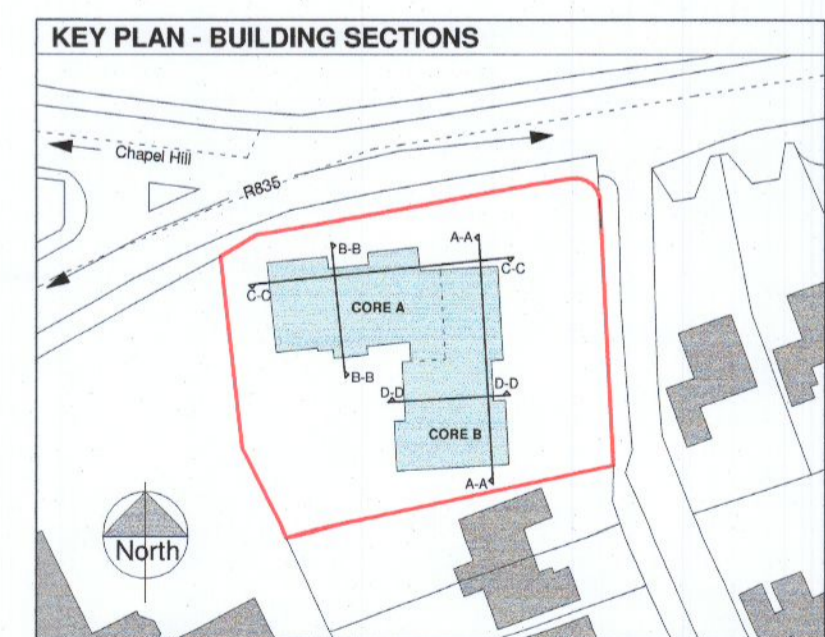 KEY PLAN - BUILDING SECTIONS
Chapel Hill
R835
B-B
A-A
C-C
C-C
CORE A
B-B
D-D
D-D
CORE B
A-A
North